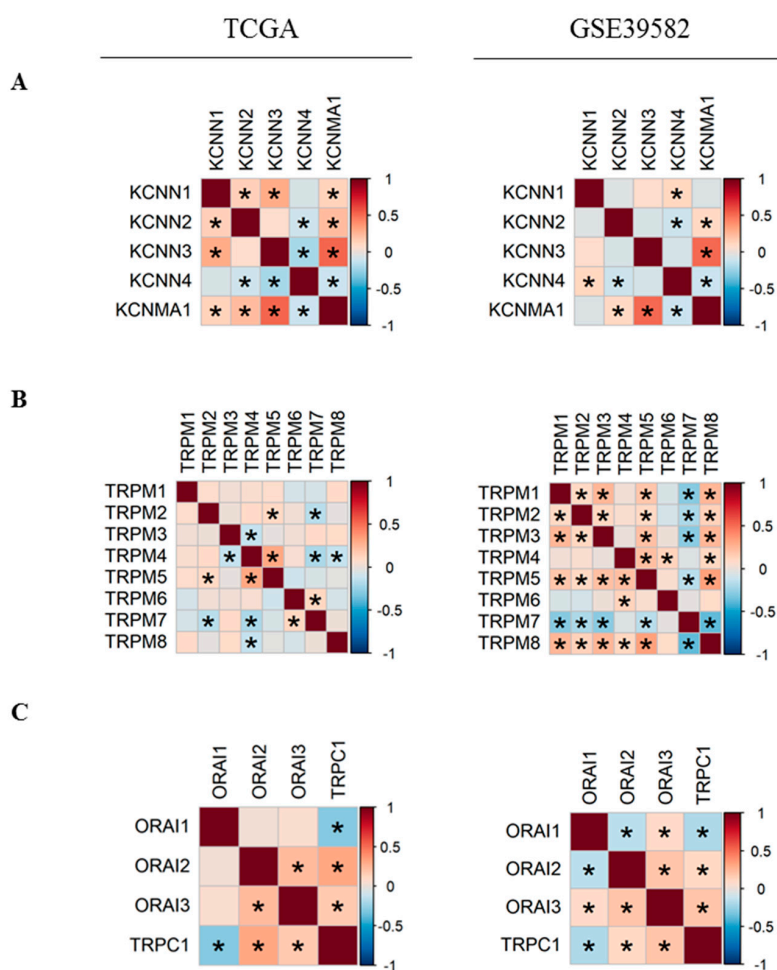 TCGA GSE39582
A
KCNN1 KCNN2 KCNN3 KCNN4 KCNMA1
KCNN1 * * *
KCNN2 * * *
KCNN3 * * *
KCNN4 * * *
KCNMA1 * * * *
1
0.5
0
-0.5
-1
KCNN1 KCNN2 KCNN3 KCNN4 KCNMA1
KCNN1 *
KCNN2 * *
KCNN3 *
KCNN4 * * *
KCNMA1 * * *
1
0.5
0
-0.5
-1
B
TRPM1 TRPM2 TRPM3 TRPM4 TRPM5 TRPM6 TRPM7 TRPM8
TRPM1
TRPM2 * *
TRPM3 *
TRPM4 * * * *
TRPM5 * *
TRPM6 *
TRPM7 * * *
TRPM8 *
1
0.5
0
-0.5
-1
TRPM1 TRPM2 TRPM3 TRPM4 TRPM5 TRPM6 TRPM7 TRPM8
TRPM1 * * * * *
TRPM2 * * * * *
TRPM3 * * * * *
TRPM4 * * *
TRPM5 * * * * * *
TRPM6 *
TRPM7 * * * * *
TRPM8 * * * * * *
1
0.5
0
-0.5
-1
C
ORAI1 ORAI2 ORAI3 TRPC1
ORAI1 *
ORAI2 * *
ORAI3 * *
TRPC1 * * *
1
0.5
0
-0.5
-1
ORAI1 ORAI2 ORAI3 TRPC1
ORAI1 * * *
ORAI2 * * *
ORAI3 * * *
TRPC1 * * *
1
0.5
0
-0.5
-1